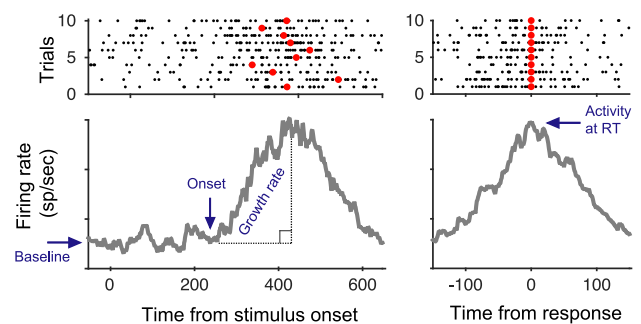 10
5
0
Trials
10
5
0
Firing rate
(sp/sec)
Baseline
Onset
Growth rate
Activity
at RT
0
200
400
600
-100
0
100
Time from stimulus onset
Time from response